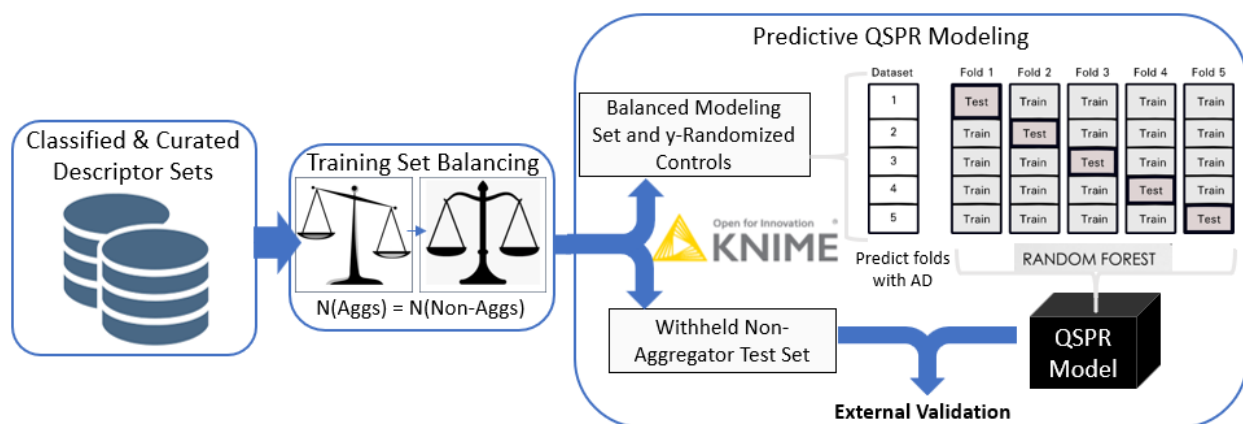 Classified & Curated
Descriptor Sets
Training Set Balancing
N(Aggs) = N(Non-Aggs)
Predictive QSPR Modeling
Balanced Modeling
Set and y-Randomized
Controls
Open for Innovation
KNIME
®
Withheld Non-
Aggregator Test Set
Dataset Fold 1 Fold 2 Fold 3 Fold 4 Fold 5
1 Test Train Train Train Train
2 Train Test Train Train Train
3 Train Train Test Train Train
4 Train Train Train Test Train
5 Train Train Train Train Test
Predict folds
with AD
RANDOM FOREST
QSPR
Model
External Validation